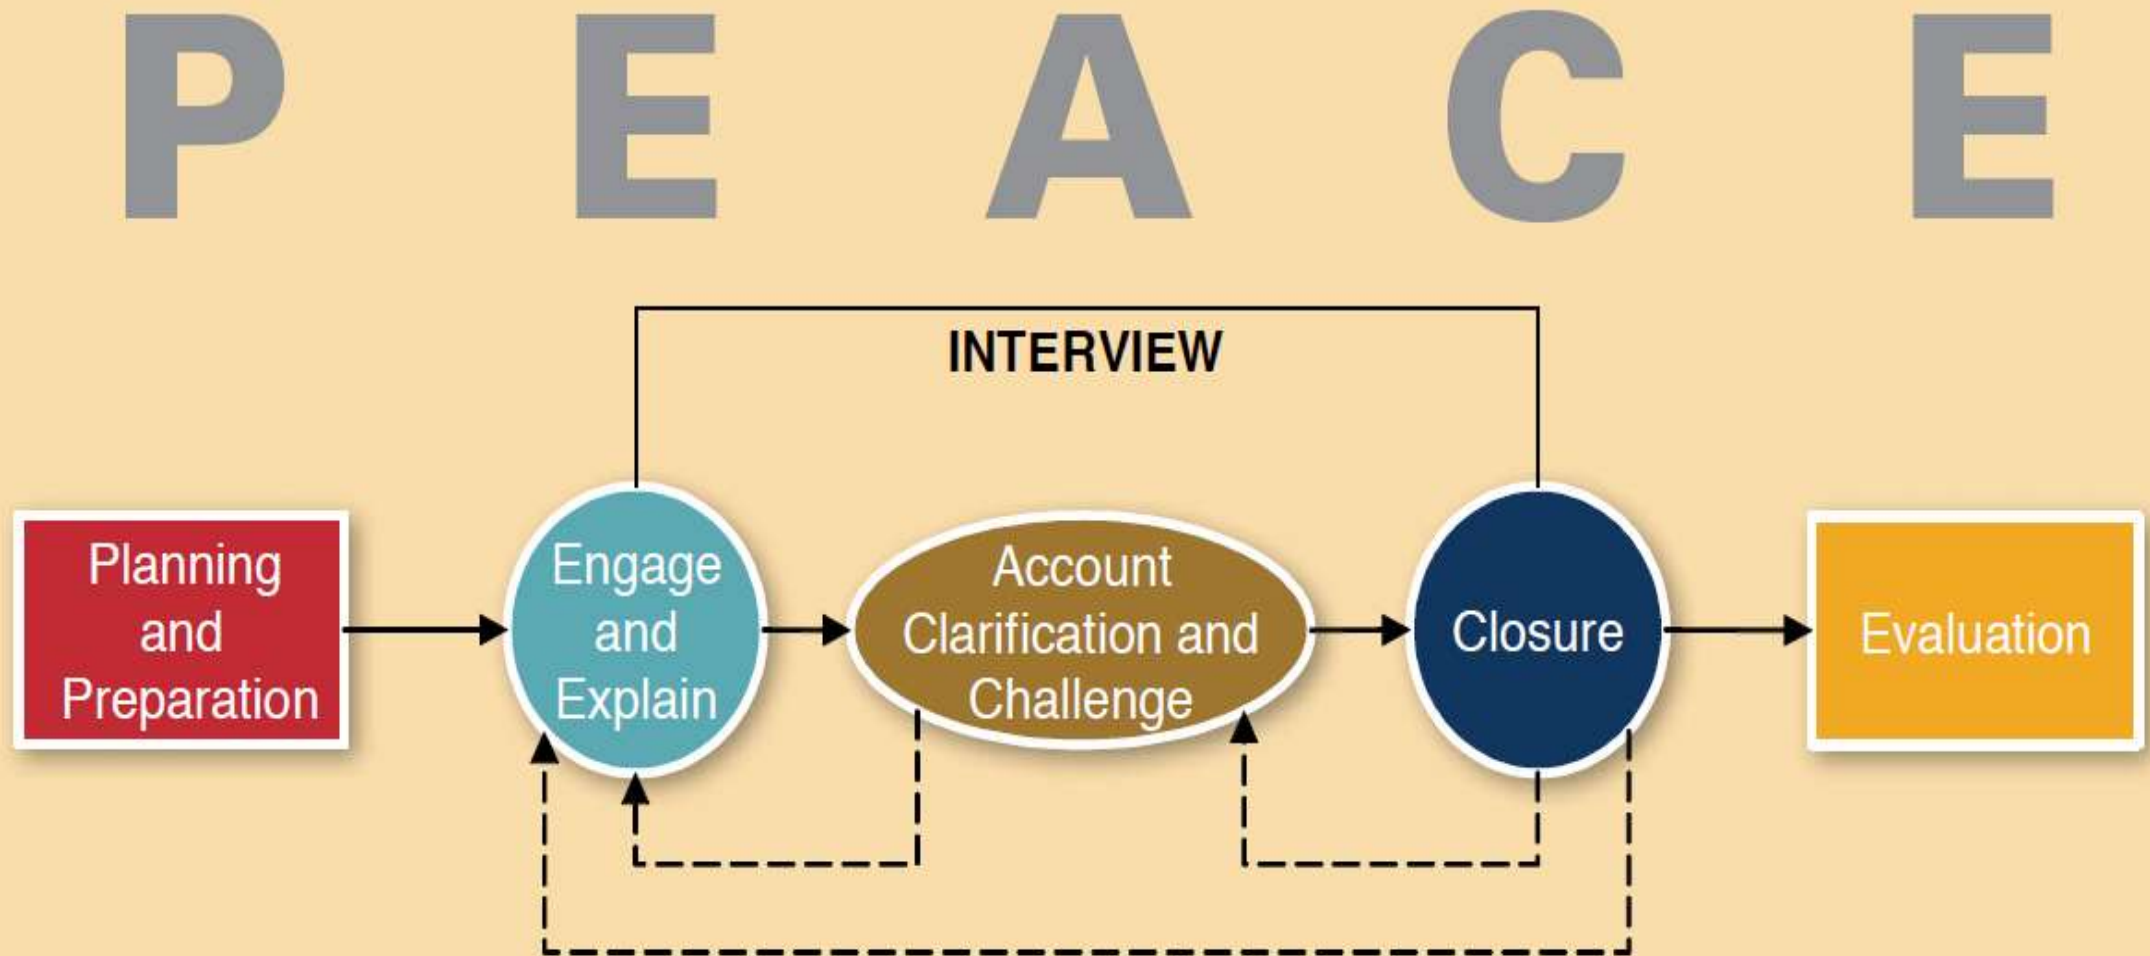 P E A C E
INTERVIEW
Planning
and
Preparation
Engage
and
Explain
Account
Clarification and
Challenge
Closure
Evaluation